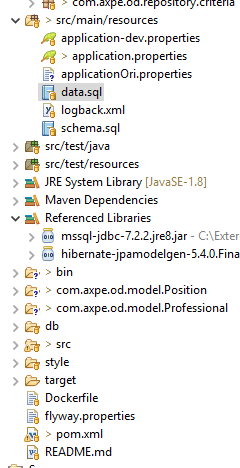 > com.axpe.od.repository.criteria
> src/main/resources
application-dev.properties
> application.properties
applicationOri.properties
data.sql
logback.xml
schema.sql
src/test/java
src/test/resources
JRE System Library [JavaSE-1.8]
Maven Dependencies
Referenced Libraries
mssql-jdbc-7.2.2.jre8.jar - C:\Exter
hibernate-jpamodelgen-5.4.0.Fina
> bin
> com.axpe.od.model.Position
> com.axpe.od.model.Professional
db
> src
style
target
Dockerfile
flyway.properties
> pom.xml
README.md